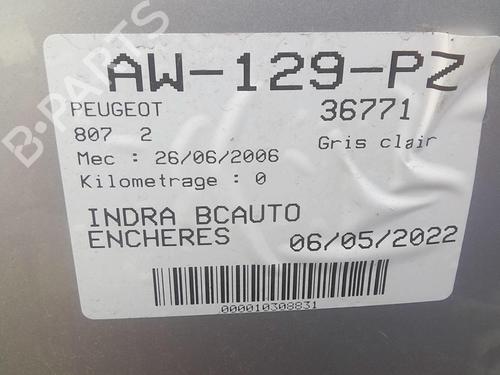 AW-129-PZ
PEUGEOT 36771
807 2 Gris clair
Mec : 26/06/2006
Kilometrage : 0
INDRA BCAUTO
ENCHERES 06/05/2022
000010308831
B-PARTS